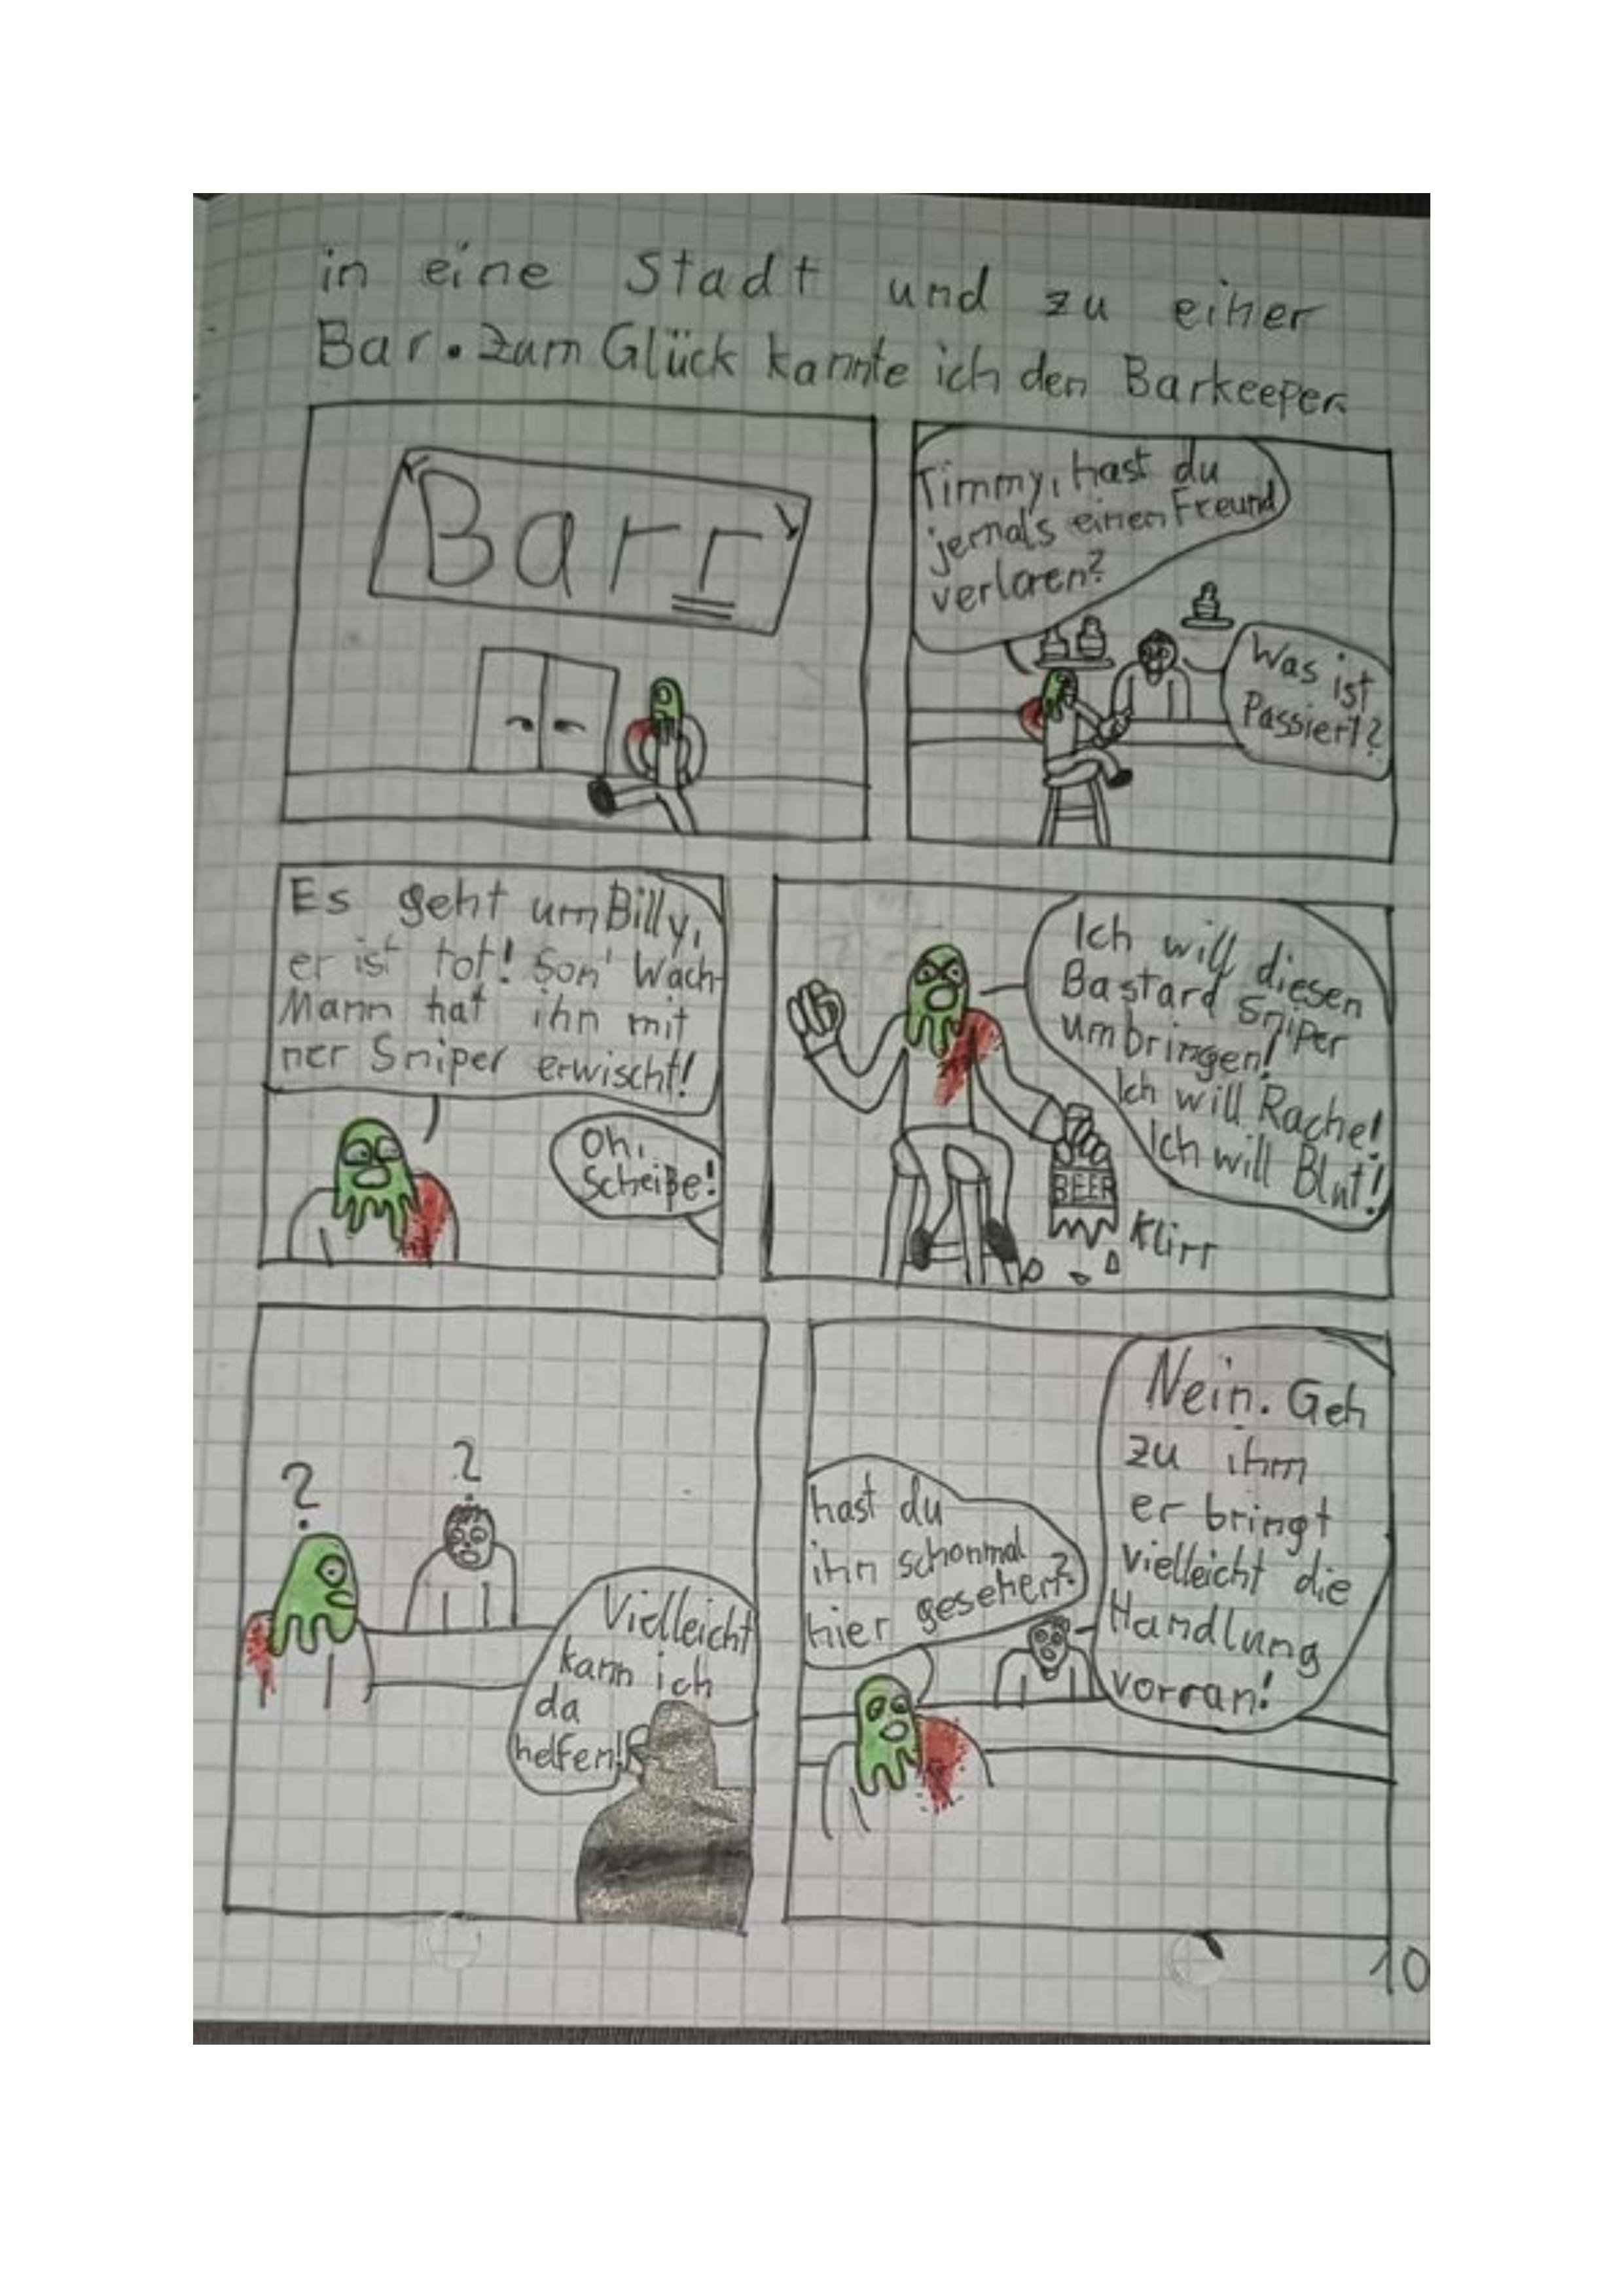 in eine Stadt und zu einer
Bar. Zum Glück kannte ich den Barkeeper.
Barr
Timmy, hast du
jemals einen Freund
verloren?
Was ist
Passiert?
Es geht um Billy,
er ist tot! Son' Wach-
Mann hat ihn mit
ner Sniper erwischt!
Oh,
Scheiße!
Ich will diesen
Bastard Sniper
umbringen!
Ich will Rache!
Ich will Blut!
BEER
Klirr
?
?
Vielleicht
kann ich
da
helfen!
hast du
ihn schonmal
hier gesehen?
Nein. Geh
zu ihm
er bringt
vielleicht die
Handlung
vorran!
10